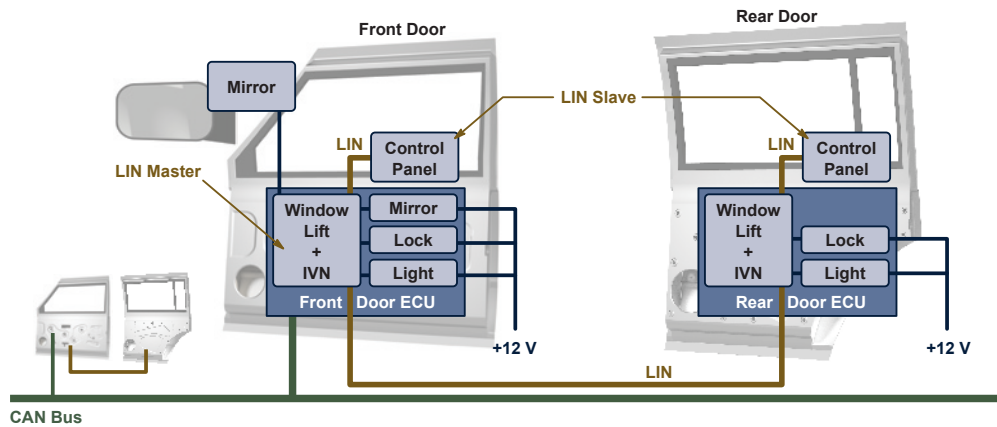 Front Door
Rear Door
Mirror
LIN Slave
LIN
Control
Panel
LIN
Control
Panel
LIN Master
Window
Lift
+
IVN
Mirror
Lock
Light
Front Door ECU
Window
Lift
+
IVN
Lock
Light
Rear Door ECU
+12 V
+12 V
LIN
CAN Bus